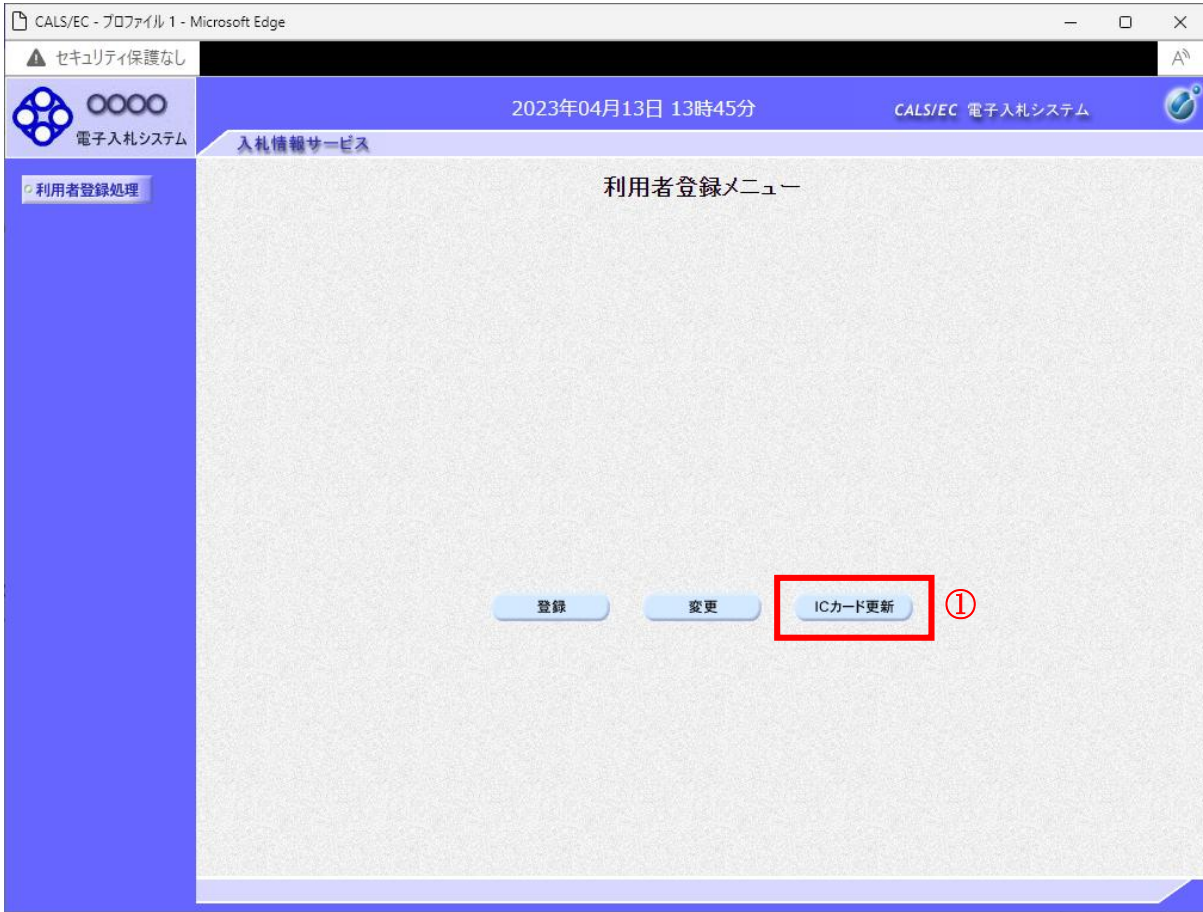 CALS/EC - プロファイル 1 - Microsoft Edge
セキュリティ保護なし
〇〇〇〇
電子入札システム
2023年04月13日 13時45分
CALS/EC 電子入札システム
入札情報サービス
利用者登録処理
利用者登録メニュー
登録
変更
ICカード更新
①